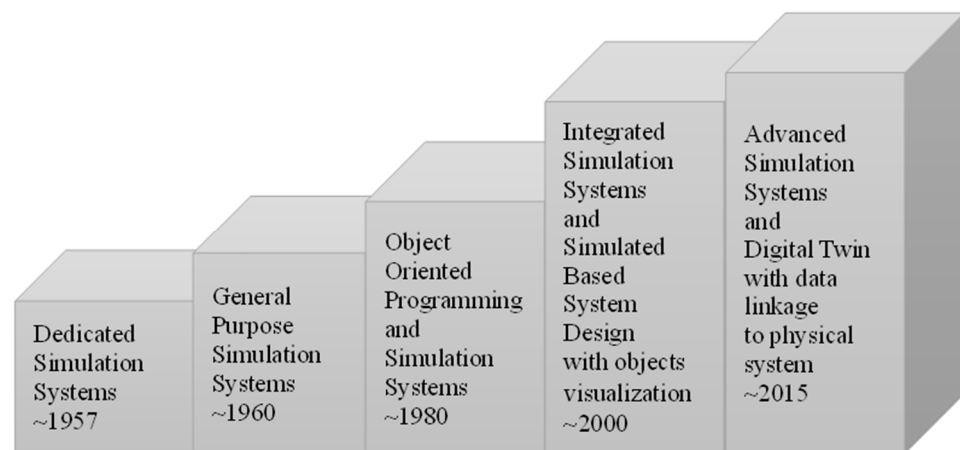 Dedicated
Simulation
Systems
~1957
General
Purpose
Simulation
Systems
~1960
Object
Oriented
Programming
and
Simulation
Systems
~1980
Integrated
Simulation
Systems
and
Simulated
Based
System
Design
with objects
visualization
~2000
Advanced
Simulation
Systems
and
Digital Twin
with data
linkage
to physical
system
~2015